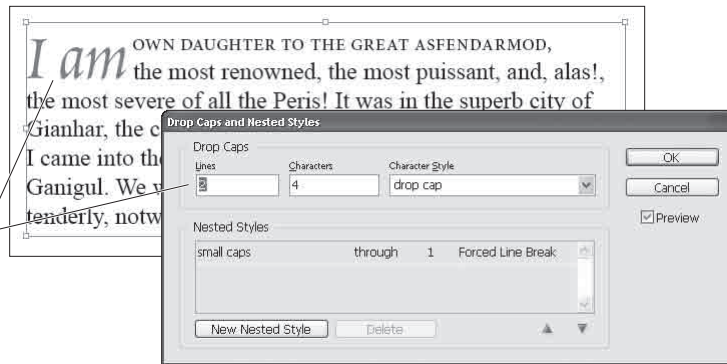 I am OWN DAUGHTER TO THE GREAT ASFENDARMOD,
the most renowned, the most puissant, and, alas!,
the most severe of all the Peris! It was in the superb city of
Gianhar, the c
I came into the
Ganigul. We
tenderly, notw
Drop Caps and Nested Styles
Drop Caps
Lines Characters Character Style
2 4 drop cap
OK
Cancel
Preview
Nested Styles
small caps through 1 Forced Line Break
New Nested Style Delete